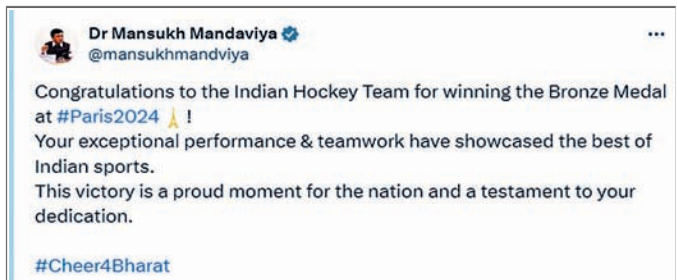 Dr Mansukh Mandaviya
@mansukhmandviya
Congratulations to the Indian Hockey Team for winning the Bronze Medal
at #Paris2024 !
Your exceptional performance & teamwork have showcased the best of
Indian sports.
This victory is a proud moment for the nation and a testament to your
dedication.
#Cheer4Bharat